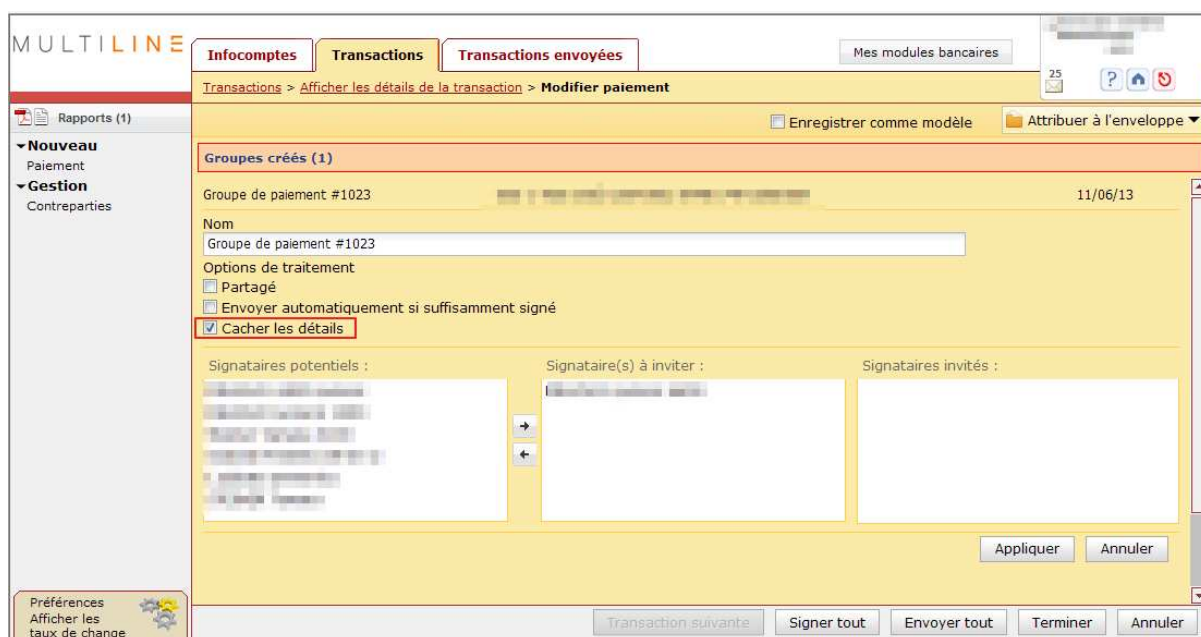 MULTILINE
Infocomptes
Transactions
Transactions envoyées
Mes modules bancaires
25
?
Transactions > Afficher les détails de la transaction > Modifier paiement
Rapports (1)
Enregistrer comme modèle
Attribuer à l'enveloppe
Nouveau
Paiement
Gestion
Contreparties
Groupes créés (1)
Groupe de paiement #1023
11/06/13
Nom
Groupe de paiement #1023
Options de traitement
Partagé
Envoyer automatiquement si suffisamment signé
Cacher les détails
Signataires potentiels :
Signataire(s) à inviter :
Signataires invités :
Appliquer
Annuler
Préférences
Afficher les
taux de change
Transaction suivante
Signer tout
Envoyer tout
Terminer
Annuler